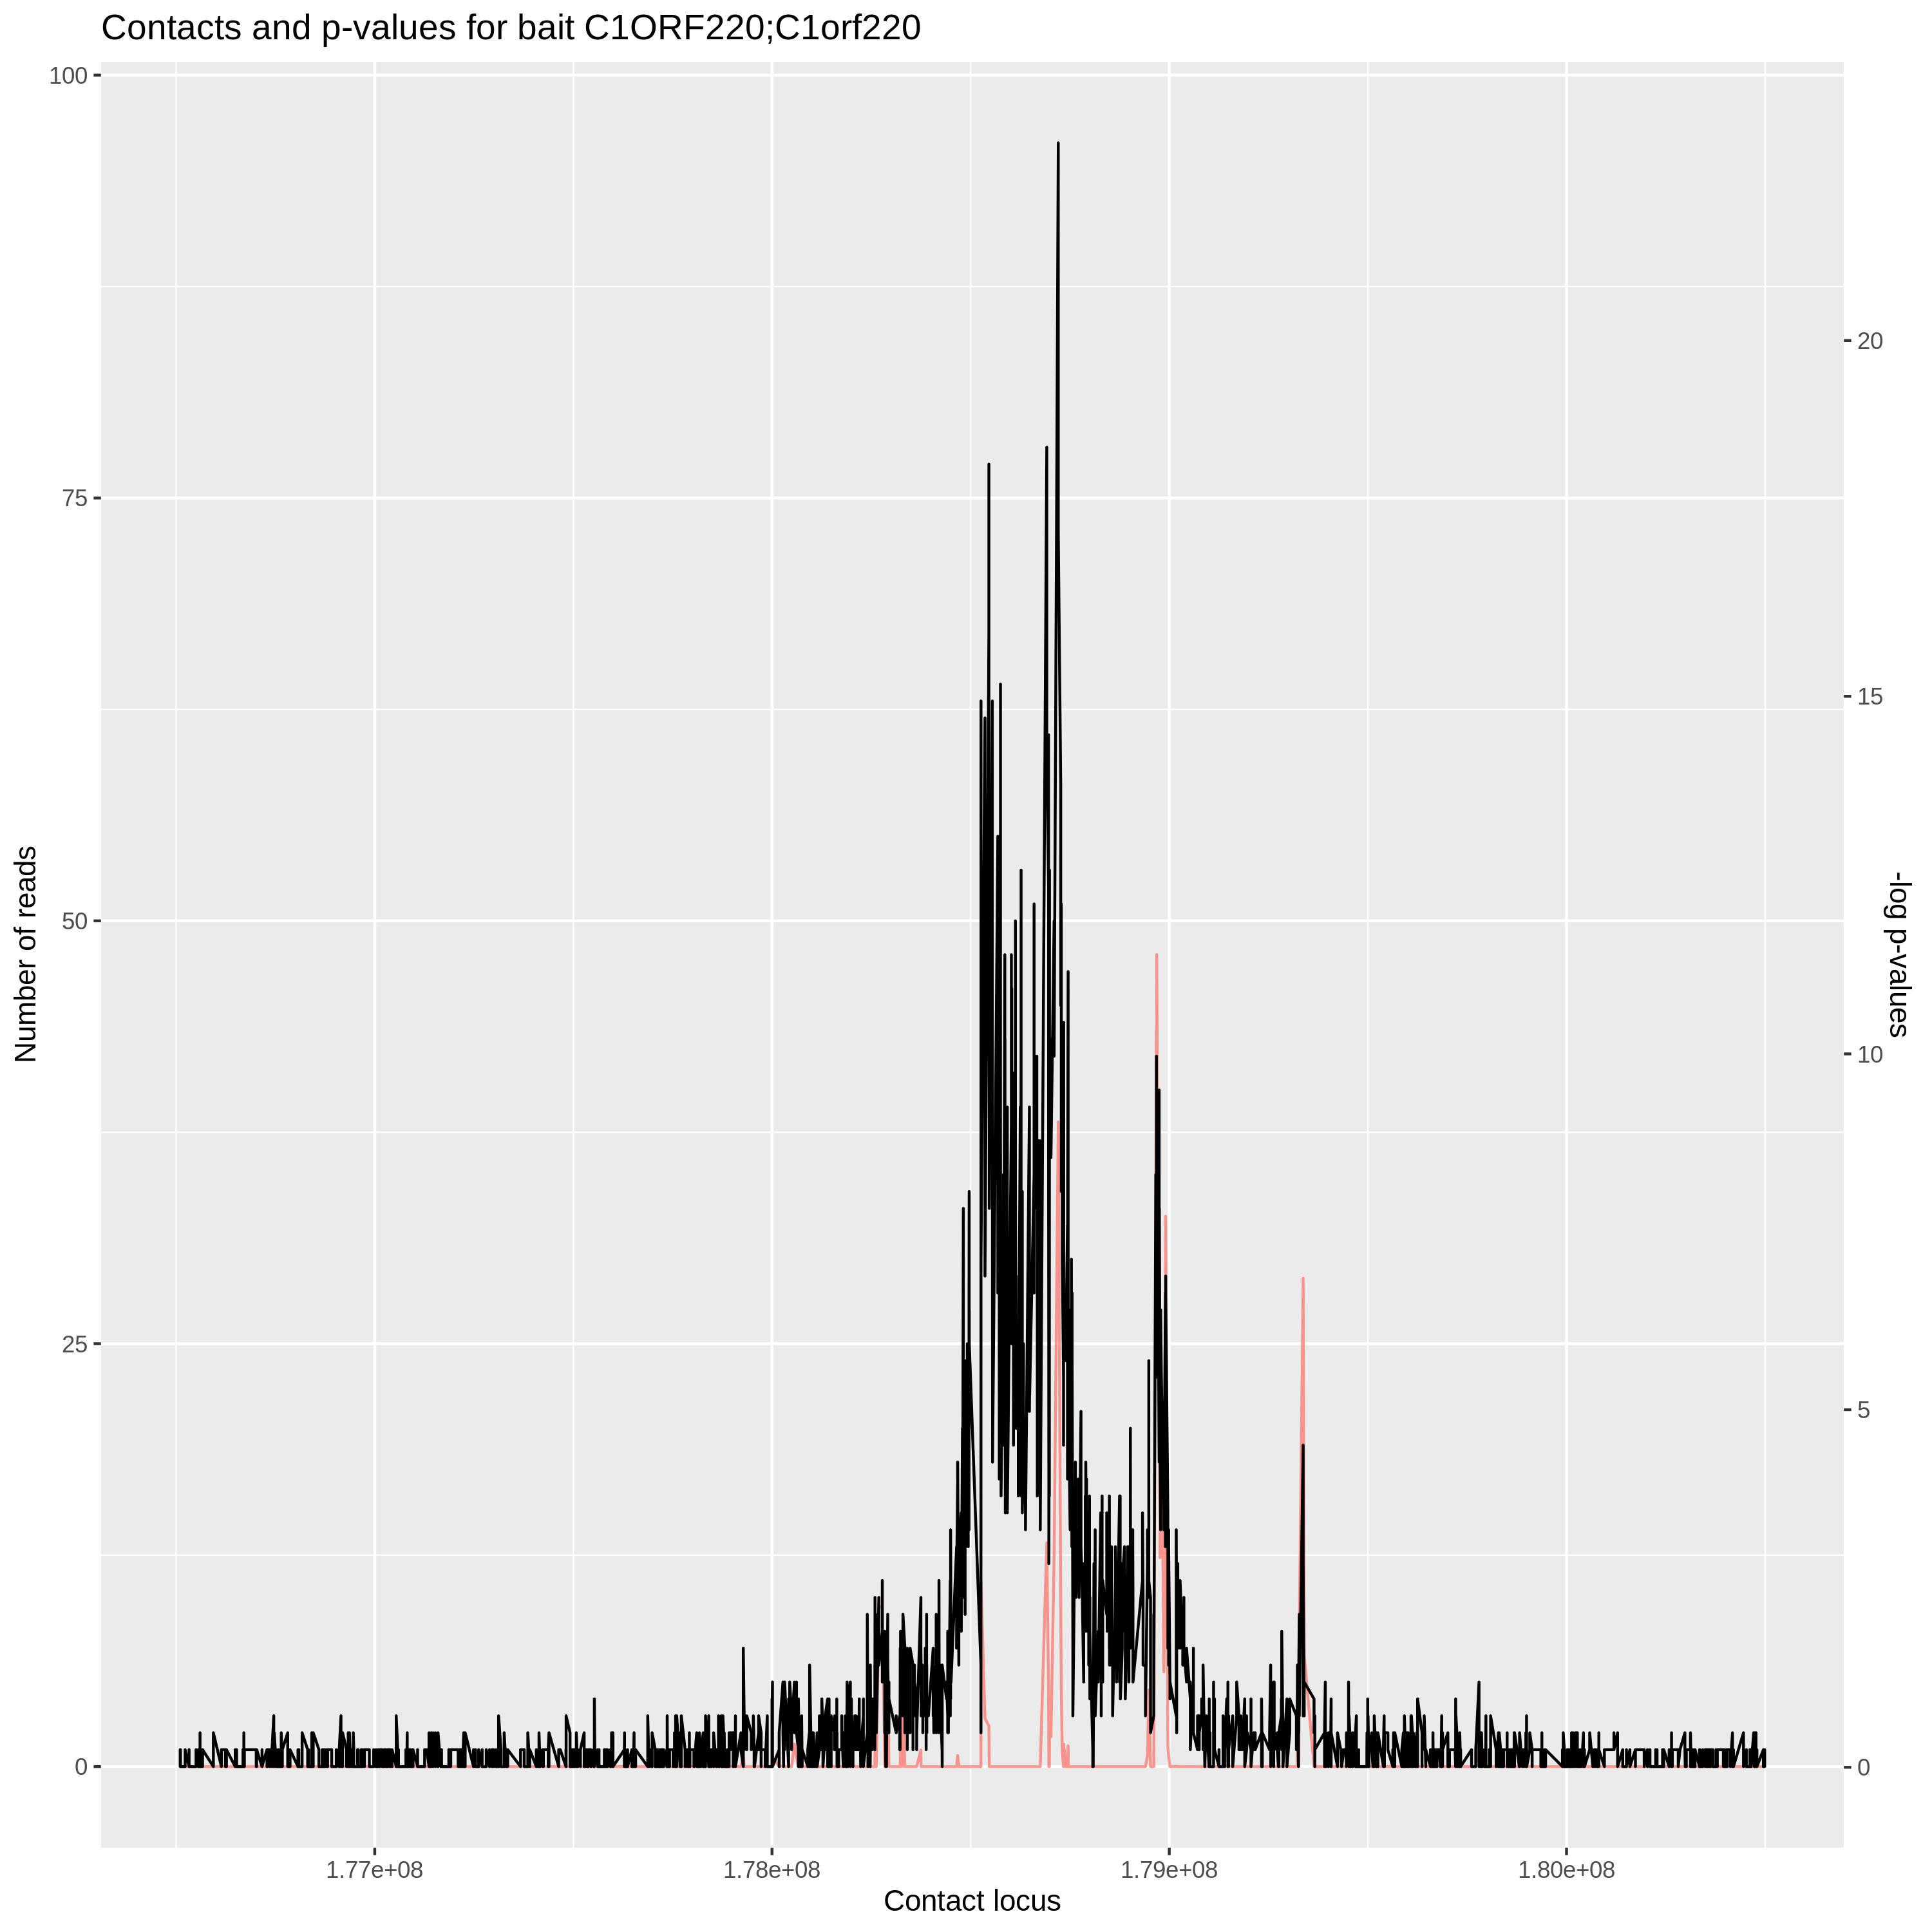 Contacts and p-values for bait C1ORF220;C1orf220
100
75
50
25
0
Number of reads
20
15
10
5
0
-log p-values
1.77e+08
1.78e+08
1.79e+08
1.80e+08
Contact locus